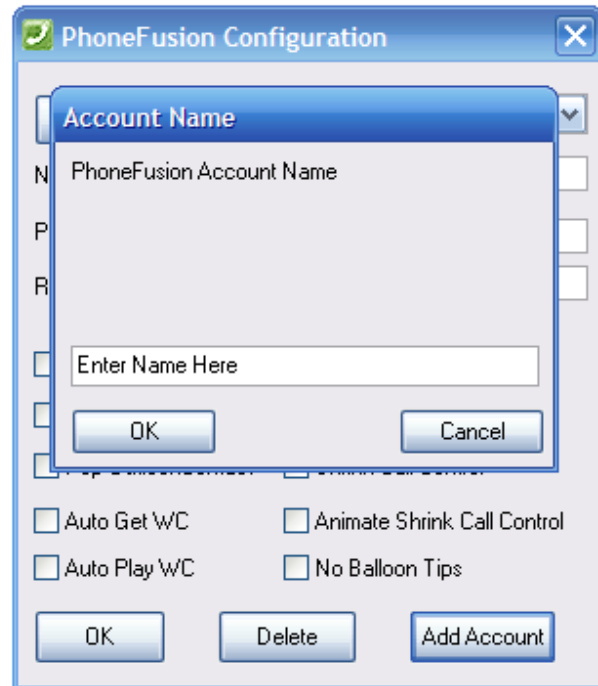 PhoneFusion Configuration
Account Name
PhoneFusion Account Name
N
P
R
Enter Name Here
OK Cancel
Auto Get WC Animate Shrink Call Control
Auto Play WC No Balloon Tips
OK Delete Add Account